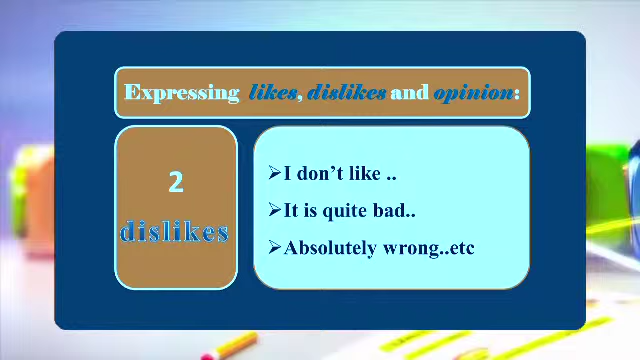 Expressing likes, dislikes and opinion:
2
dislikes
➢I don’t like ..
➢It is quite bad..
➢Absolutely wrong..etc